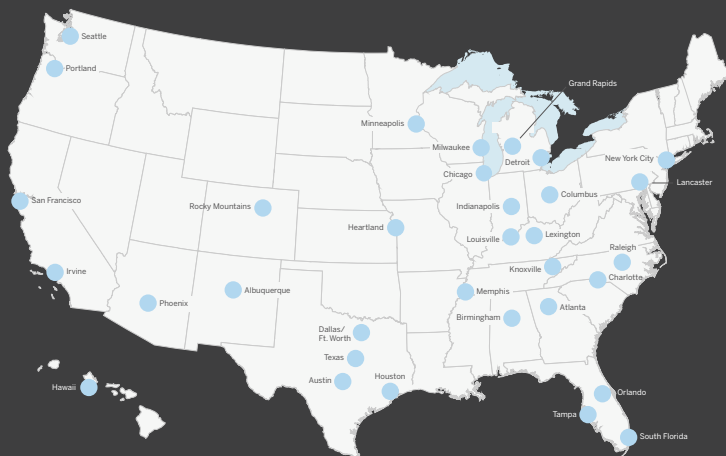 Seattle
Portland
Grand Rapids
Minneapolis
Milwaukee
Detroit
New York City
Chicago
Lancaster
Columbus
San Francisco
Rocky Mountains
Indianapolis
Heartland
Louisville
Lexington
Raleigh
Irvine
Knoxville
Charlotte
Albuquerque
Memphis
Phoenix
Atlanta
Birmingham
Dallas/
Ft. Worth
Texas
Houston
Austin
Hawaii
Orlando
Tampa
South Florida